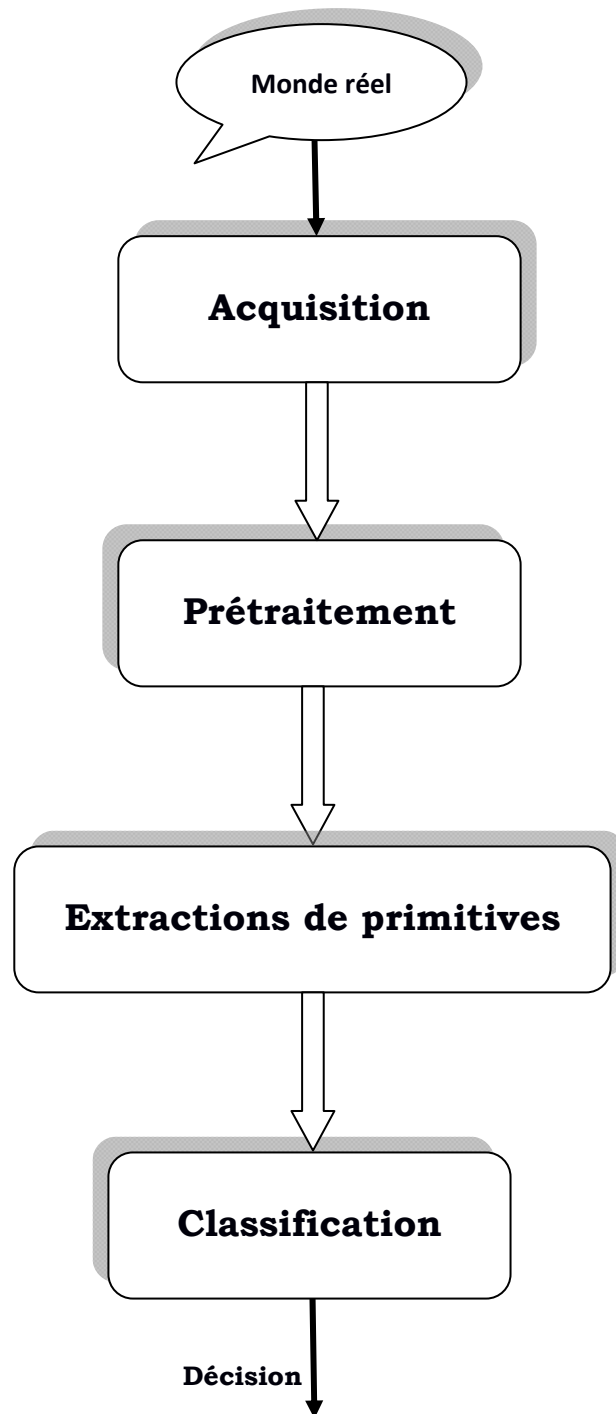 Monde réel
Acquisition
Prétraitement
Extractions de primitives
Classification
Décision